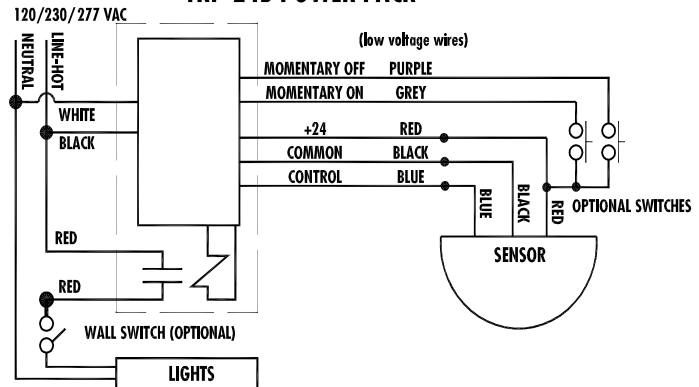 120/230/277 VAC
NEUTRAL
LINE-HOT
(low voltage wires)
MOMENTARY OFF PURPLE
MOMENTARY ON GREY
WHITE
+24 RED
BLACK
COMMON BLACK
CONTROL BLUE
BLUE
BLACK
RED
OPTIONAL SWITCHES
RED
SENSOR
RED
WALL SWITCH (OPTIONAL)
LIGHTS